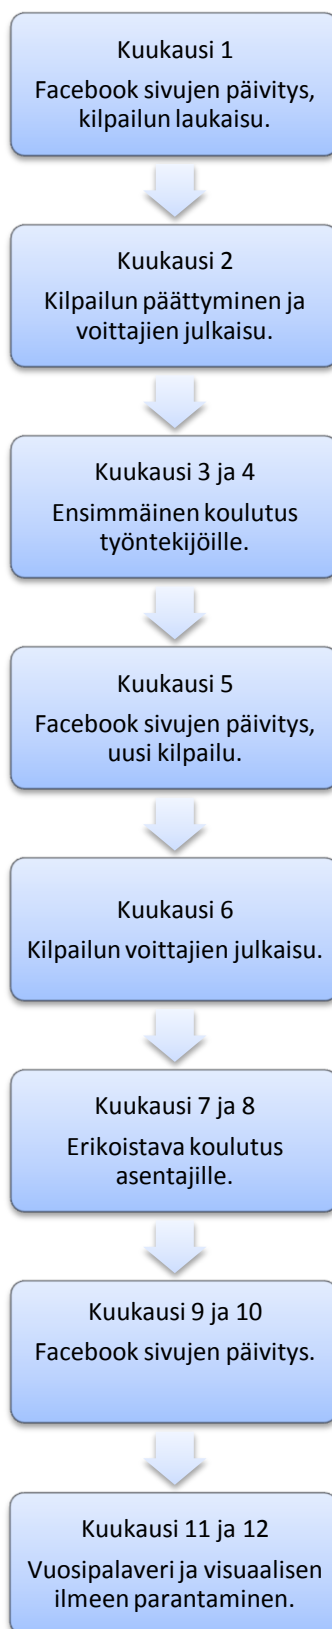 Kuukausi 1
Facebook sivujen päivitys,
kilpailun laukaisu.
Kuukausi 2
Kilpailun päättyminen ja
voittajien julkaisu.
Kuukausi 3 ja 4
Ensimmäinen koulutus
työntekijöille.
Kuukausi 5
Facebook sivujen päivitys,
uusi kilpailu.
Kuukausi 6
Kilpailun voittajien julkaisu.
Kuukausi 7 ja 8
Erikoistava koulutus
asentajille.
Kuukausi 9 ja 10
Facebook sivujen päivitys.
Kuukausi 11 ja 12
Vuosipalaveri ja visuaalisen
ilmeen parantaminen.